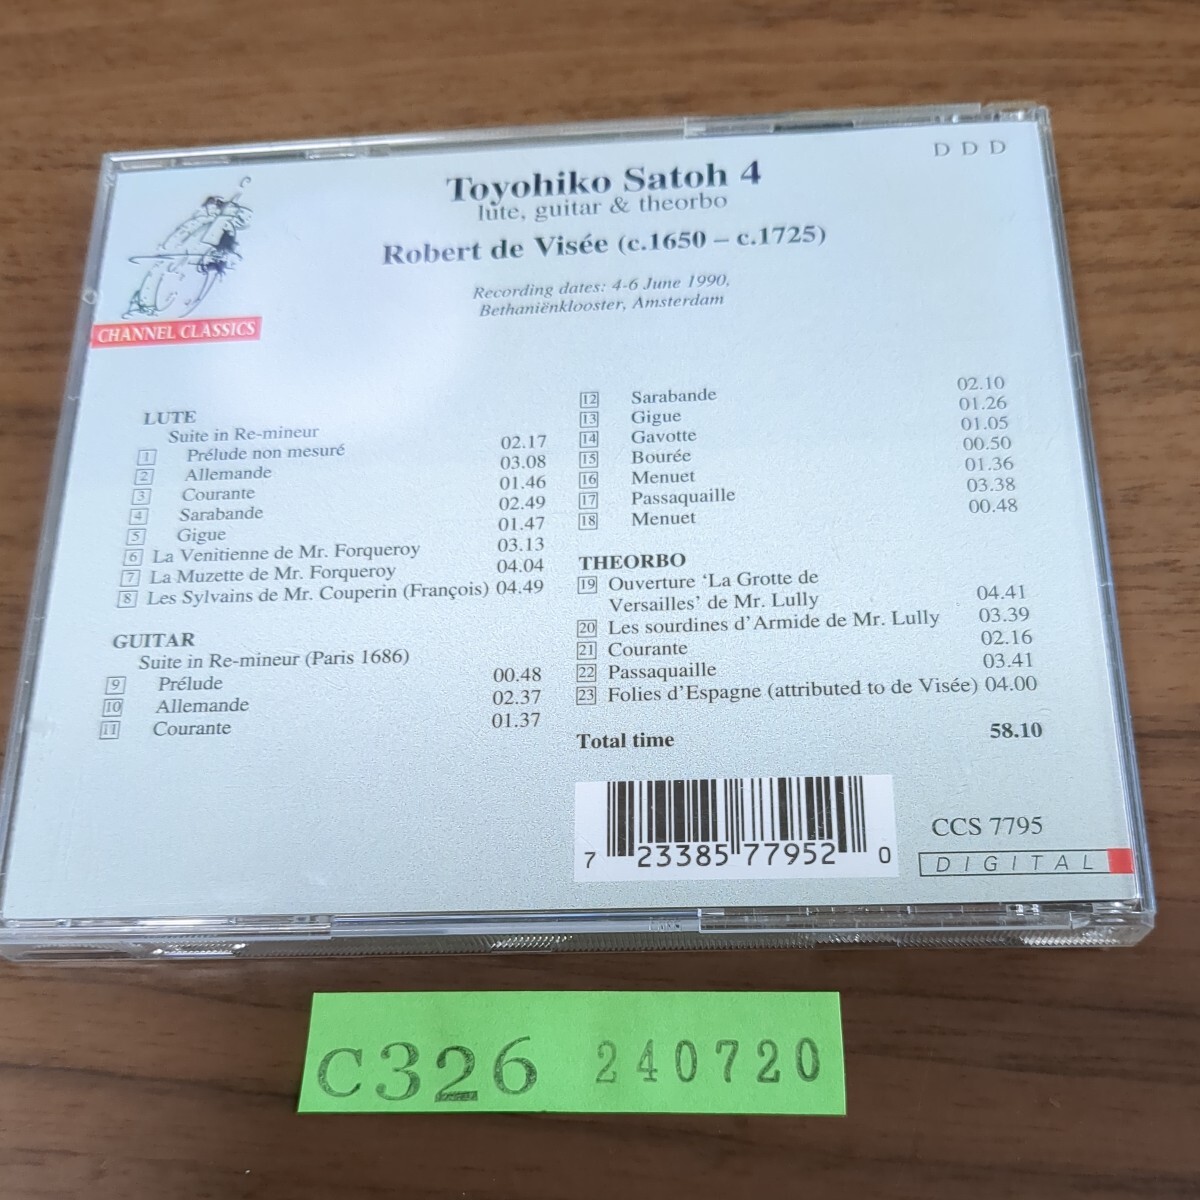 D D D
Toyohiko Satoh 4
lute, guitar & theorbo
Robert de Visée (c.1650 – c.1725)
Recording dates: 4-6 June 1990,
Bethaniënklooster, Amsterdam
CHANNEL CLASSICS
LUTE
Suite in Re-mineur
1 Prélude non mesuré 02.17
2 Allemande 03.08
3 Courante 01.46
4 Sarabande 02.49
5 Gigue 01.47
6 La Venitienne de Mr. Forqueroy 03.13
7 La Muzette de Mr. Forqueroy 04.04
8 Les Sylvains de Mr. Couperin (François) 04.49
GUITAR
Suite in Re-mineur (Paris 1686)
9 Prélude 00.48
10 Allemande 02.37
11 Courante 01.37
12 Sarabande 02.10
13 Gigue 01.26
14 Gavotte 01.05
15 Bourée 00.50
16 Menuet 01.36
17 Passaquaille 03.38
18 Menuet 00.48
THEORBO
19 Ouverture ‘La Grotte de
Versailles’ de Mr. Lully 04.41
20 Les sourdines d’Armide de Mr. Lully 03.39
21 Courante 02.16
22 Passaquaille 03.41
23 Folies d’Espagne (attributed to de Visée) 04.00
Total time 58.10
7 23385 77952 0
CCS 7795
DIGITAL
C326 240720